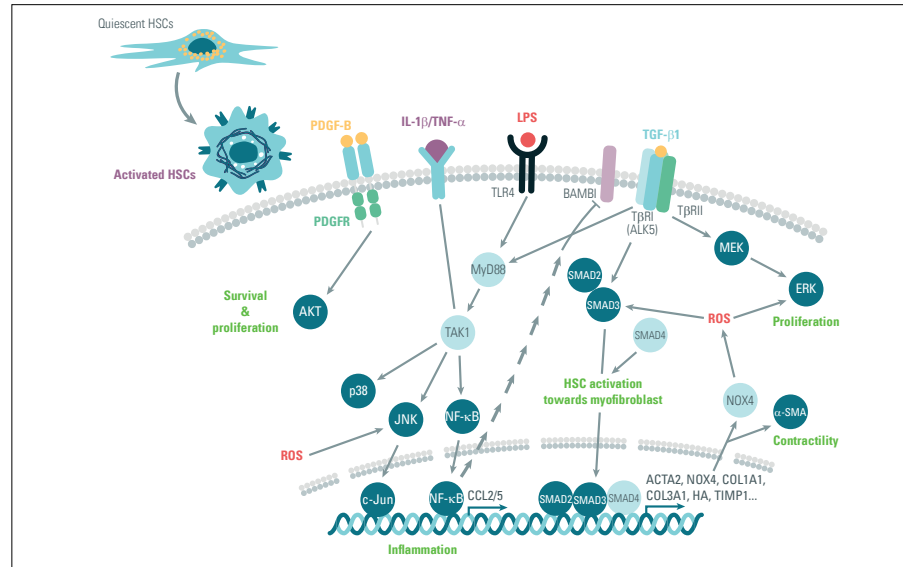 Quiescent HSCs
Activated HSCs
PDGF-B
PDGFR
IL-1β/TNF-α
LPS
TLR4
BAMBI
TGF-β1
TβRI
(ALK5)
TβRII
MyD88
MEK
SMAD2
SMAD3
ERK
Survival
&
proliferation
AKT
TAK1
SMAD4
ROS
Proliferation
p38
HSC activation
towards myofibroblast
NOX4
JNK
NF-κB
α-SMA
Contractility
ROS
ACTA2, NOX4, COL1A1,
COL3A1, HA, TIMP1...
c-Jun
NF-κB
CCL2/5
SMAD2
SMAD3
SMAD4
Inflammation